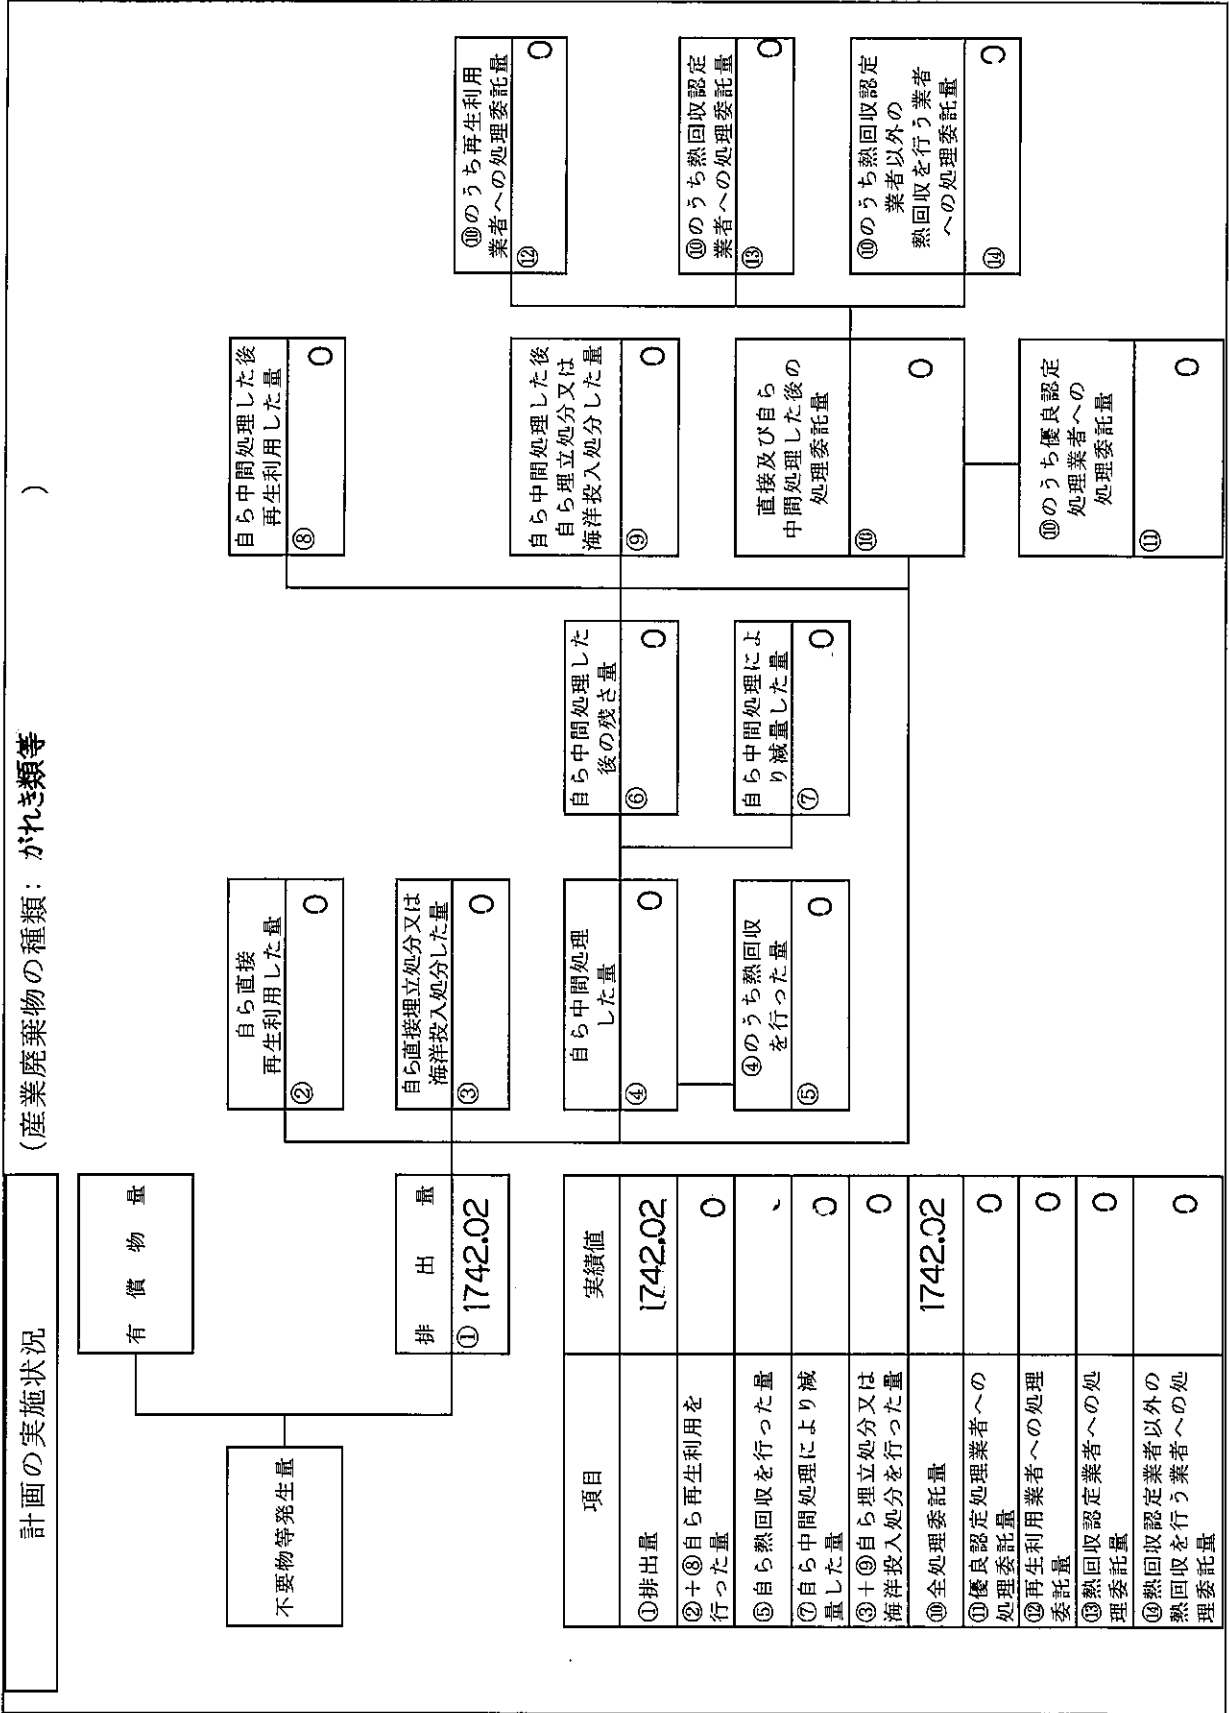 計画の実施状況
(産業廃棄物の種類: がれき類等 )
有償物量
不要物等発生量
排出量
① 1742.02
自ら直接
再生利用した量
② 0
自ら直接埋立処分又は
海洋投入処分した量
③ 0
自ら中間処理
した量
④ 0
④のうち熱回収
を行った量
⑤ 0
自ら中間処理した
後の残さ量
⑥ 0
自ら中間処理によ
り減量した量
⑦ 0
自ら中間処理した後
再生利用した量
⑧ 0
自ら中間処理した後
自ら埋立処分又は
海洋投入処分した量
⑨ 0
直接及び自ら
中間処理した後の
処理委託量
⑩ 0
⑩のうち優良認定
処理業者への
処理委託量
⑪ 0
⑩のうち再生利用
業者への処理委託量
⑫ 0
⑩のうち熱回収認定
業者への処理委託量
⑬ 0
⑩のうち熱回収認定
業者以外の
熱回収を行う業者
への処理委託量
⑭ 0
項目 実績値
①排出量 1742.02
②+⑧自ら再生利用を
行った量 0
⑤自ら熱回収を行った量
⑦自ら中間処理により減
量した量 0
③+⑨自ら埋立処分又は
海洋投入処分を行った量 0
⑩全処理委託量 1742.02
⑪優良認定処理業者への
処理委託量 0
⑫再生利用業者への処理
委託量 0
⑬熱回収認定業者への処
理委託量 0
⑭熱回収認定業者以外の
熱回収を行う業者への処
理委託量 0